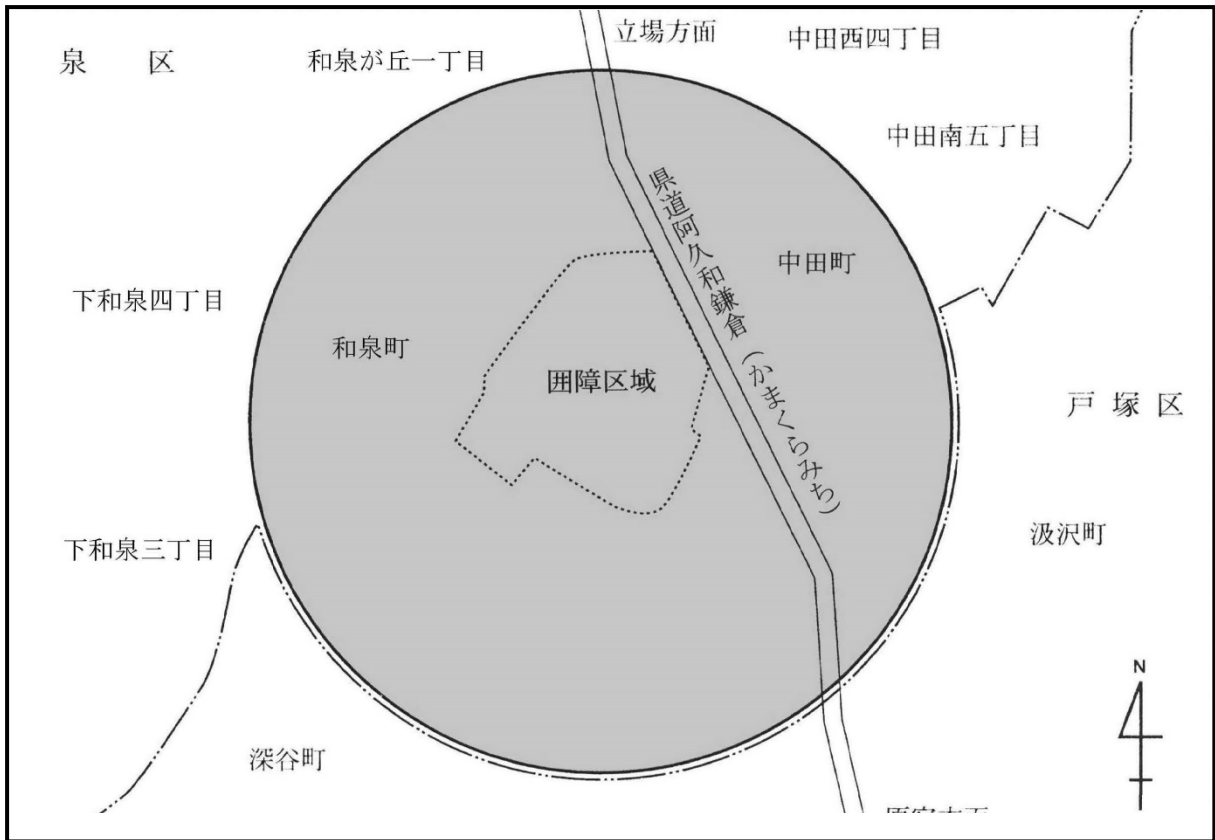 立場方面
中田西四丁目
泉 区
和泉が丘一丁目
中田南五丁目
県道阿久和鎌倉(かまくらみち)
中田町
下和泉四丁目
和泉町
囲障区域
戸塚区
下和泉三丁目
汲沢町
N
深谷町